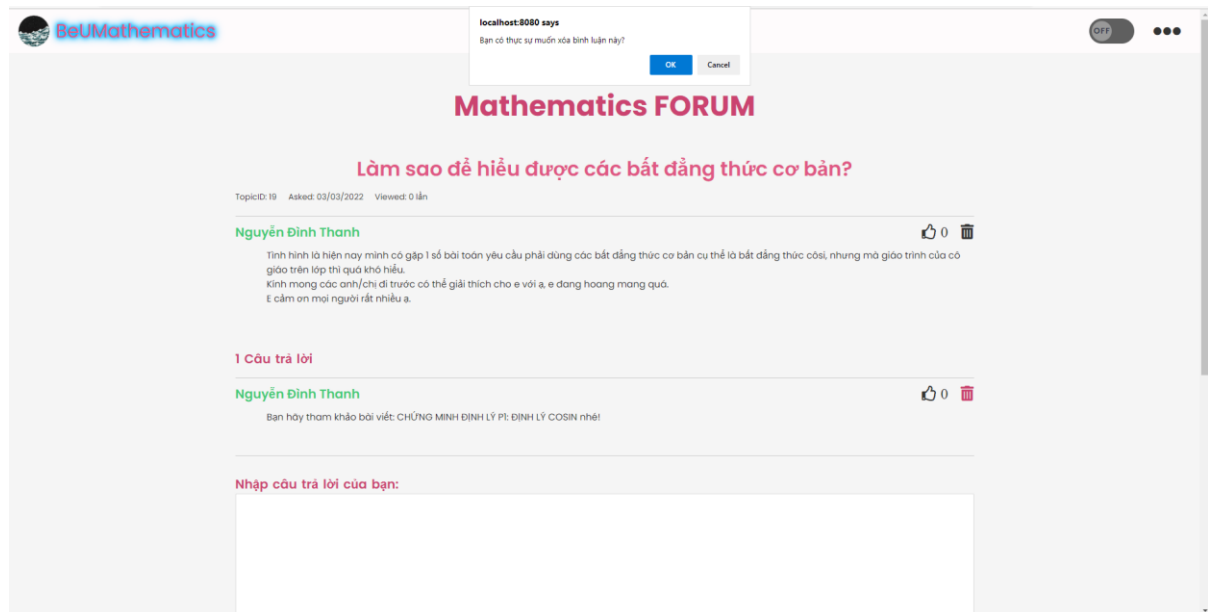 BeUMathematics
localhost:8080 says
Bạn có thực sự muốn xóa bình luận này?
OK
Cancel
OFF
Mathematics FORUM
Làm sao để hiểu được các bất đẳng thức cơ bản?
TopicID: 19 Asked: 03/03/2022 Viewed: 0 lần
Nguyễn Đình Thanh
0
Tình hình là hiện nay mình có gặp 1 số bài toán yêu cầu phải dùng các bất đẳng thức cơ bản cụ thể là bất đẳng thức côsi, nhưng mà giáo trình của cô
giáo trên lớp thì quá khó hiểu.
Kính mong các anh/chị đi trước có thể giải thích cho e với ạ, e đang hoang mang quá.
E cảm ơn mọi người rất nhiều ạ.
1 Câu trả lời
Nguyễn Đình Thanh
0
Bạn hãy tham khảo bài viết: CHỨNG MINH ĐỊNH LÝ P1: ĐỊNH LÝ COSIN nhé!
Nhập câu trả lời của bạn: